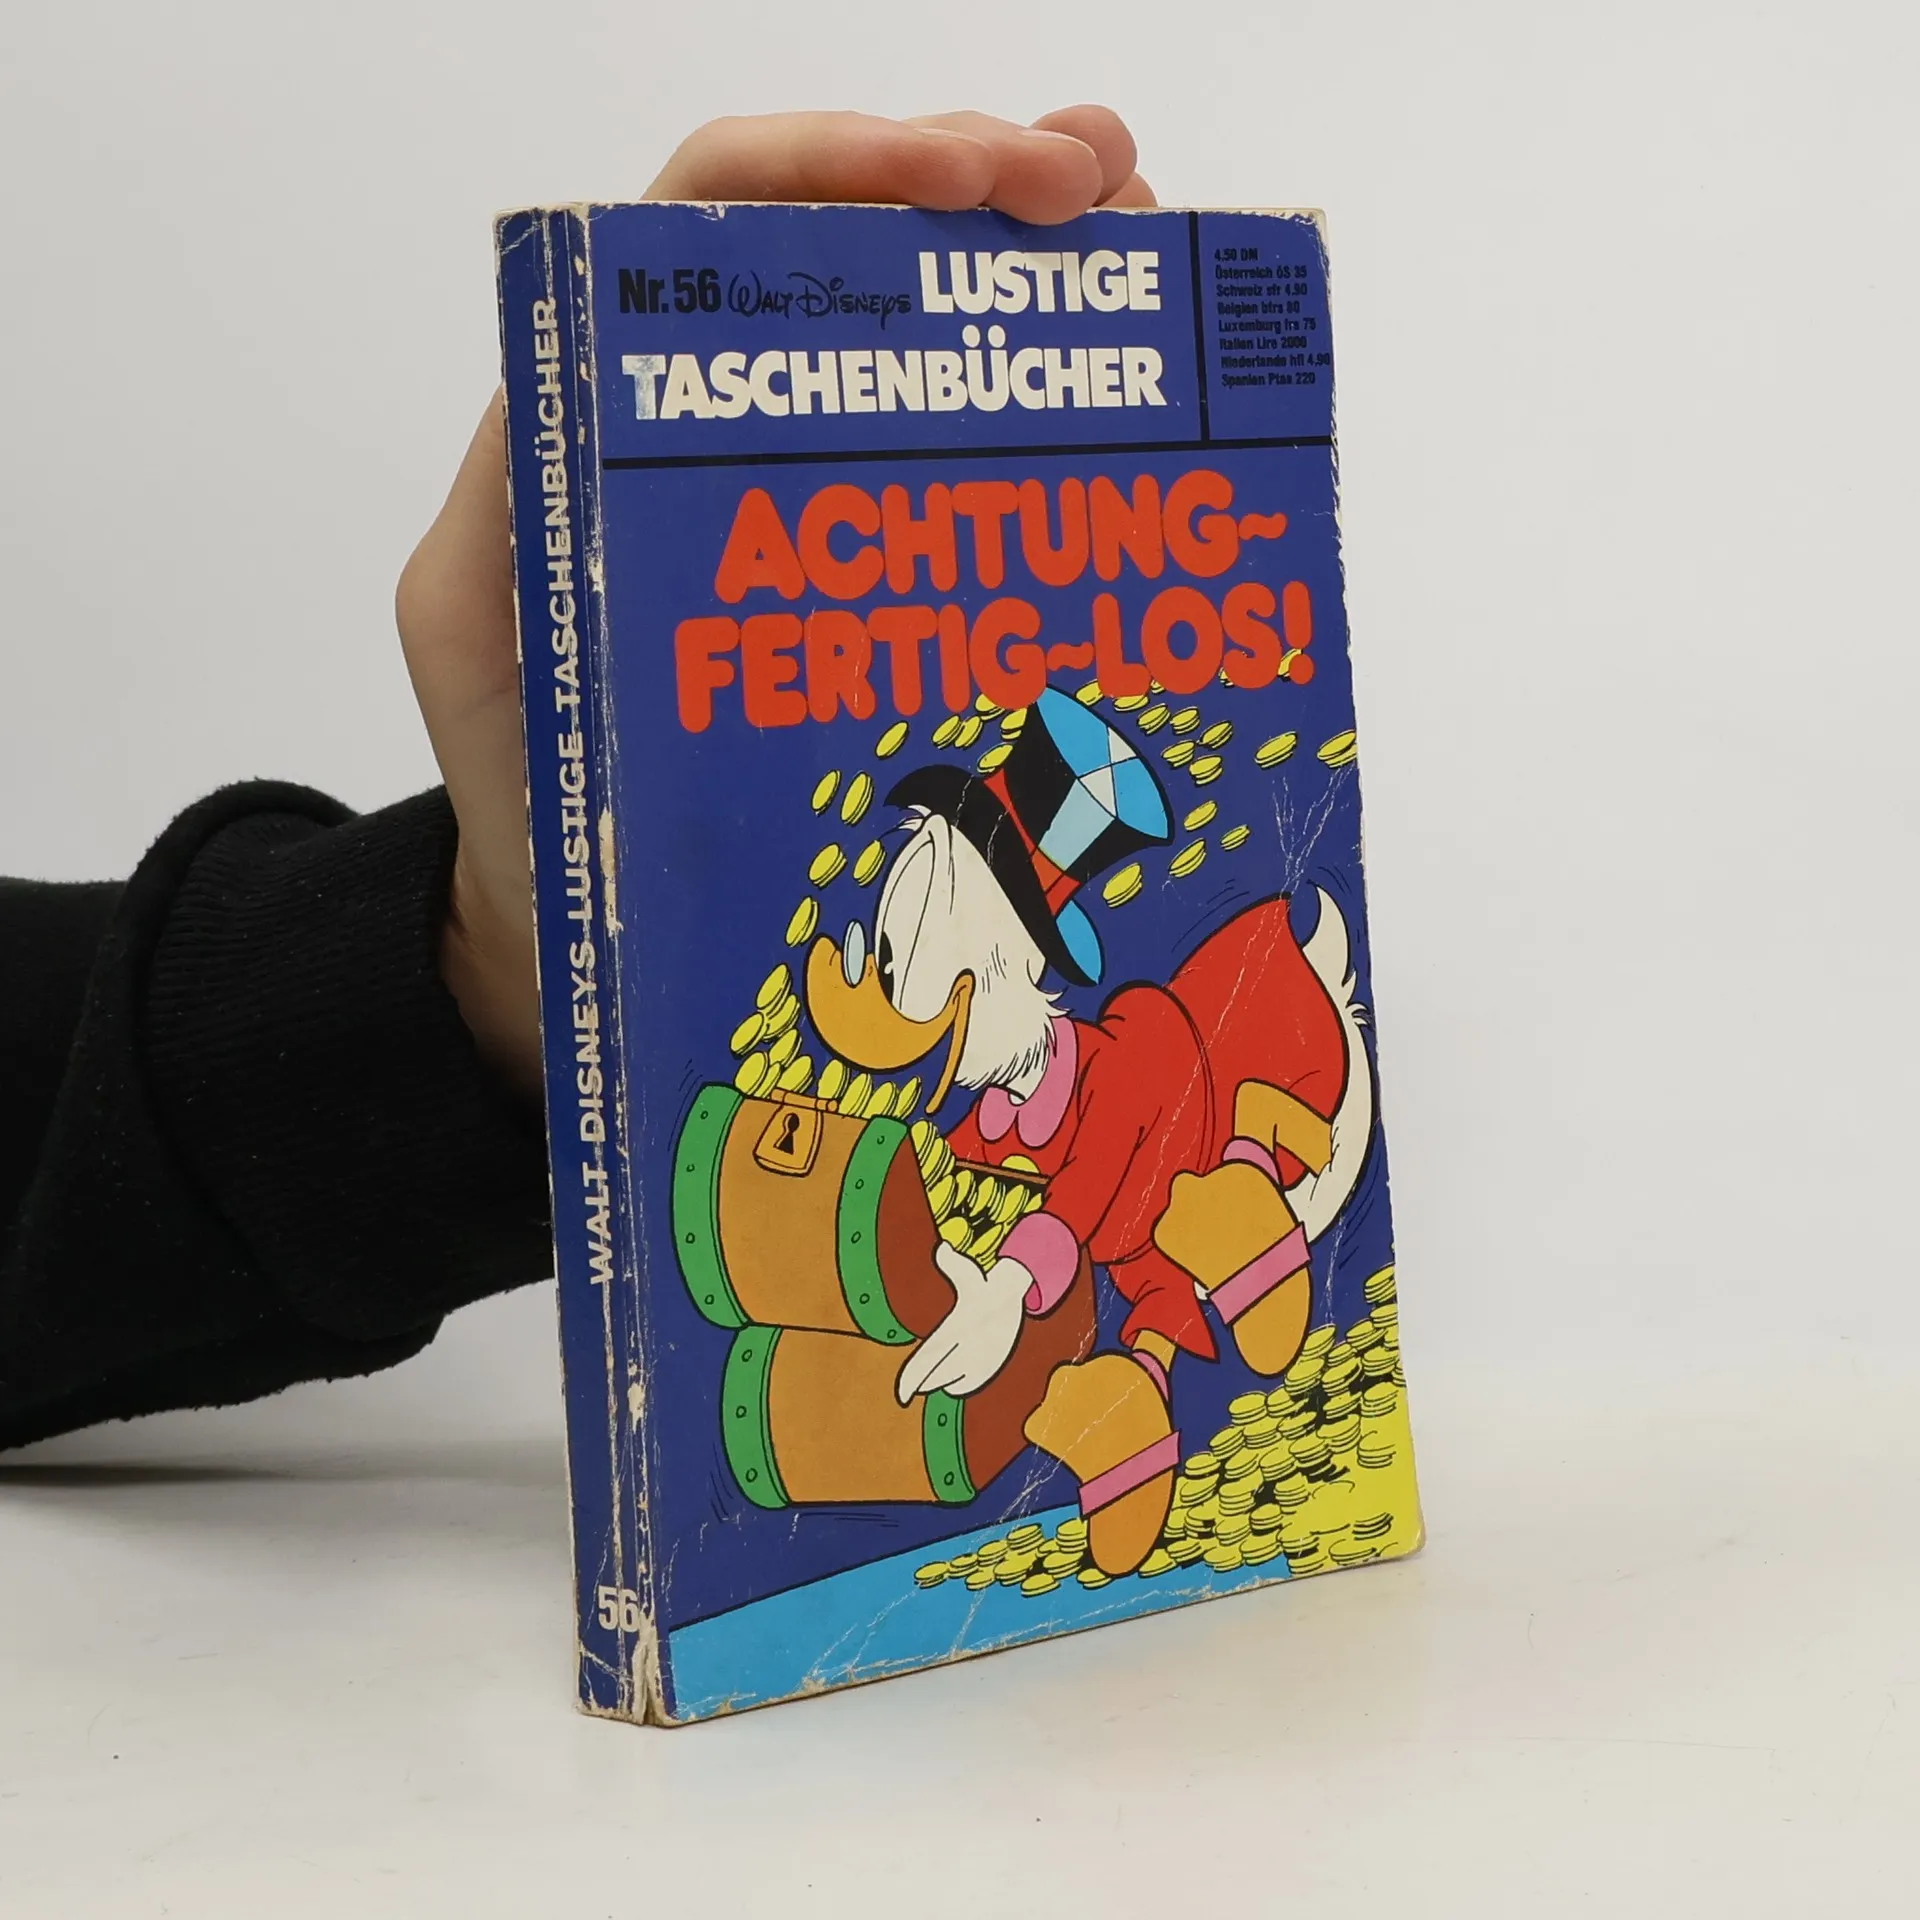 Nr. 56 WALT DISNEYS LUSTIGE
TASCHENBÜCHER
4,50 DM
Österreich öS 35
Schweiz sfr 4,90
Belgien bfrs 80
Luxemburg frs 75
Italien Lire 2000
Niederlande hfl 4,90
Spanien Ptas 220
ACHTUNG~
FERTIG~LOS!
WALT DISNEYS LUSTIGE TASCHENBÜCHER
56